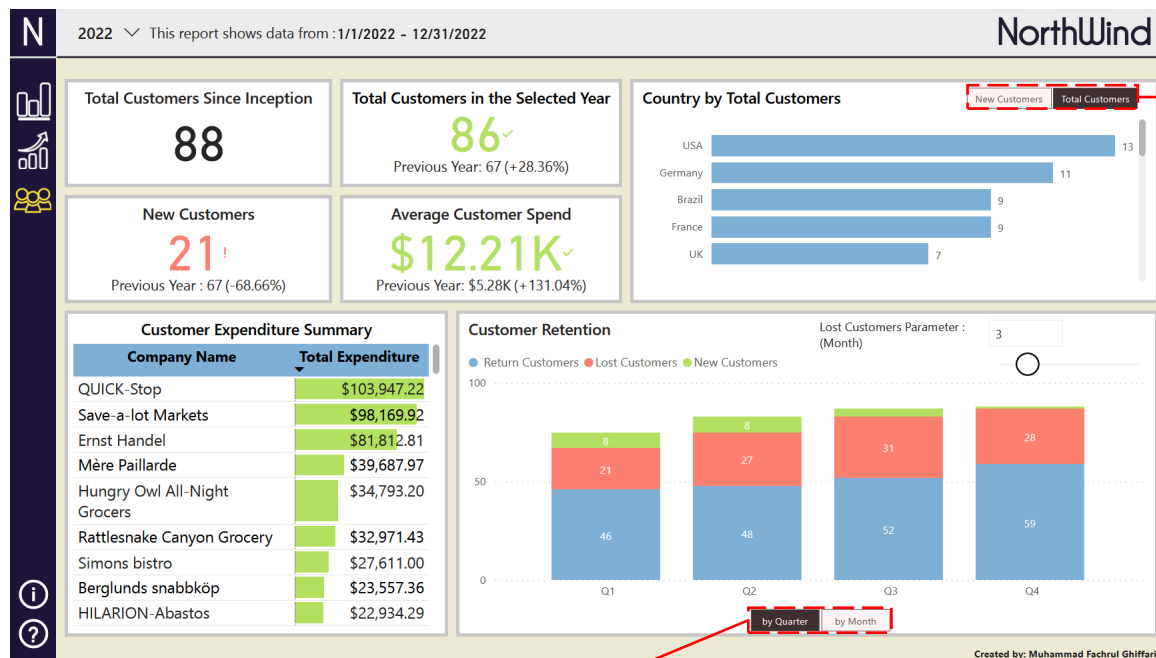 N
2022 This report shows data from : 1/1/2022 - 12/31/2022
NorthWind
Total Customers Since Inception
88
Total Customers in the Selected Year
86
Previous Year: 67 (+28.36%)
New Customers
21 !
Previous Year : 67 (-68.66%)
Average Customer Spend
$12.21K
Previous Year: $5.28K (+131.04%)
Country by Total Customers
New Customers Total Customers
USA 13
Germany 11
Brazil 9
France 9
UK 7
Customer Expenditure Summary
Company Name Total Expenditure
QUICK-Stop $103,947.22
Save-a-lot Markets $98,169.92
Ernst Handel $81,812.81
Mère Paillarde $39,687.97
Hungry Owl All-Night $34,793.20
Grocers
Rattlesnake Canyon Grocery $32,971.43
Simons bistro $27,611.00
Berglunds snabbköp $23,557.36
HILARION-Abastos $22,934.29
Customer Retention
Lost Customers Parameter :
(Month)
3
Return Customers Lost Customers New Customers
100
50
0
8
21
46
8
27
48
31
52
28
59
Q1 Q2 Q3 Q4
by Quarter by Month
i
?
Created by: Muhammad Fachrul Ghiffari